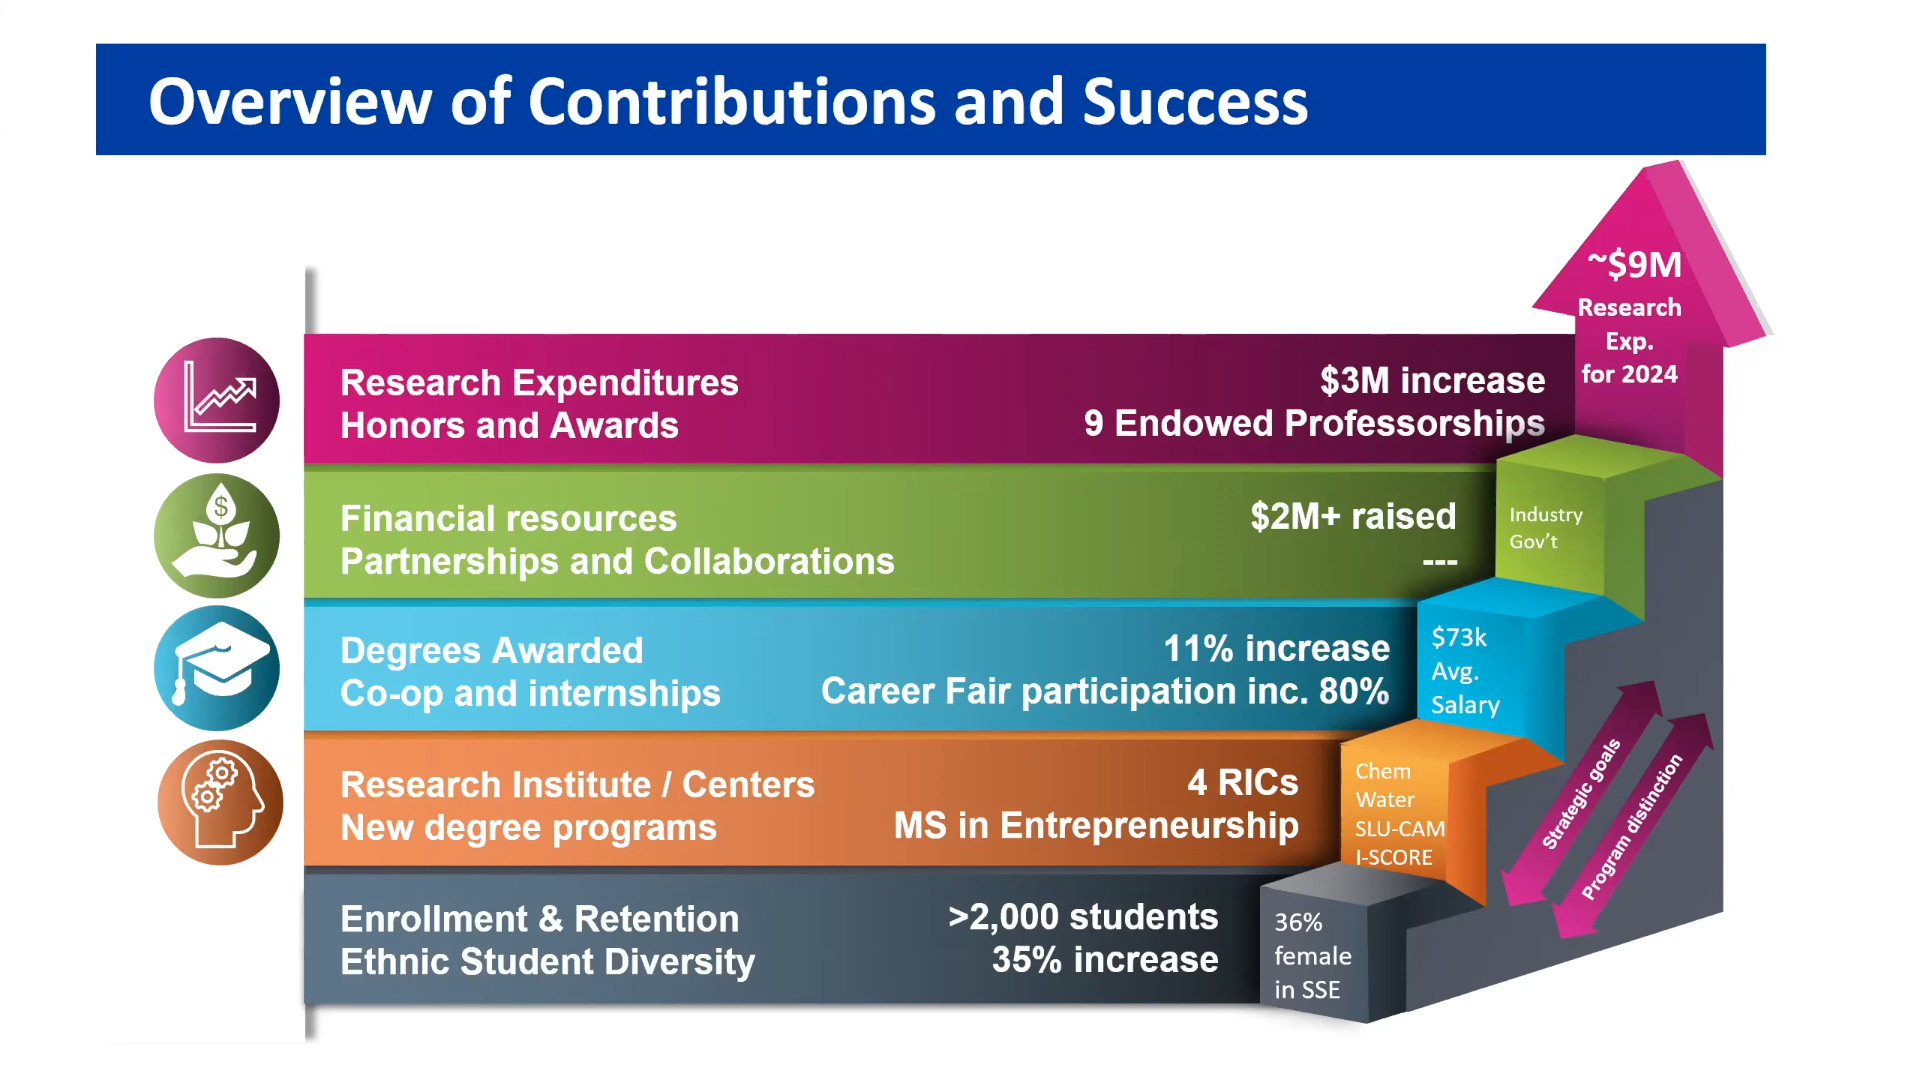 Overview of Contributions and Success
~$9M
Research
Exp.
for 2024
Research Expenditures
$3M increase
Honors and Awards
9 Endowed Professorships
Financial resources
$2M+ raised
Partnerships and Collaborations
---
Industry
Gov't
Degrees Awarded
11% increase
Co-op and internships
Career Fair participation inc. 80%
$73k
Avg.
Salary
Research Institute / Centers
4 RICs
New degree programs
MS in Entrepreneurship
Chem
Water
SLU-CAM
I-SCORE
Enrollment & Retention
>2,000 students
Ethnic Student Diversity
35% increase
36%
female
in SSE
Strategic goals
Program distinction
$